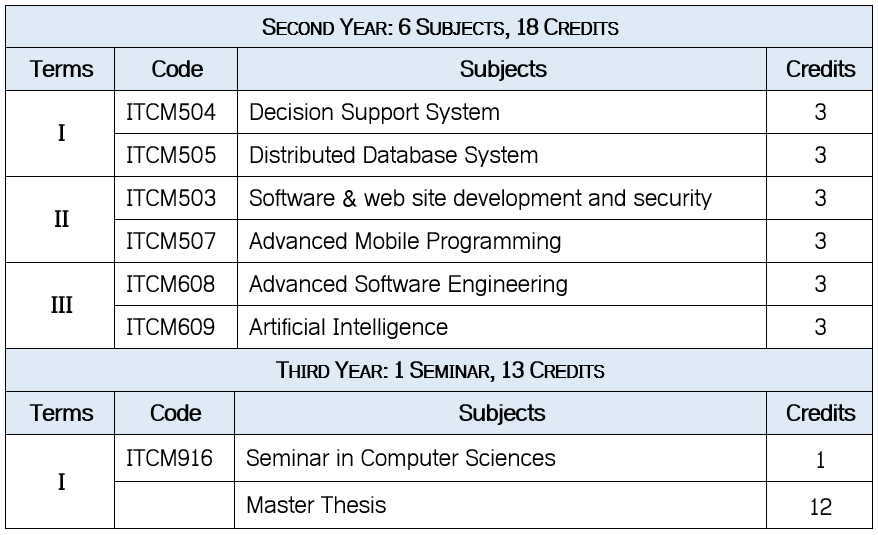 SECOND YEAR: 6 SUBJECTS, 18 CREDITS
Terms Code Subjects Credits
I ITCM504 Decision Support System 3
ITCM505 Distributed Database System 3
II ITCM503 Software & web site development and security 3
ITCM507 Advanced Mobile Programming 3
III ITCM608 Advanced Software Engineering 3
ITCM609 Artificial Intelligence 3
THIRD YEAR: 1 SEMINAR, 13 CREDITS
Terms Code Subjects Credits
I ITCM916 Seminar in Computer Sciences 1
Master Thesis 12